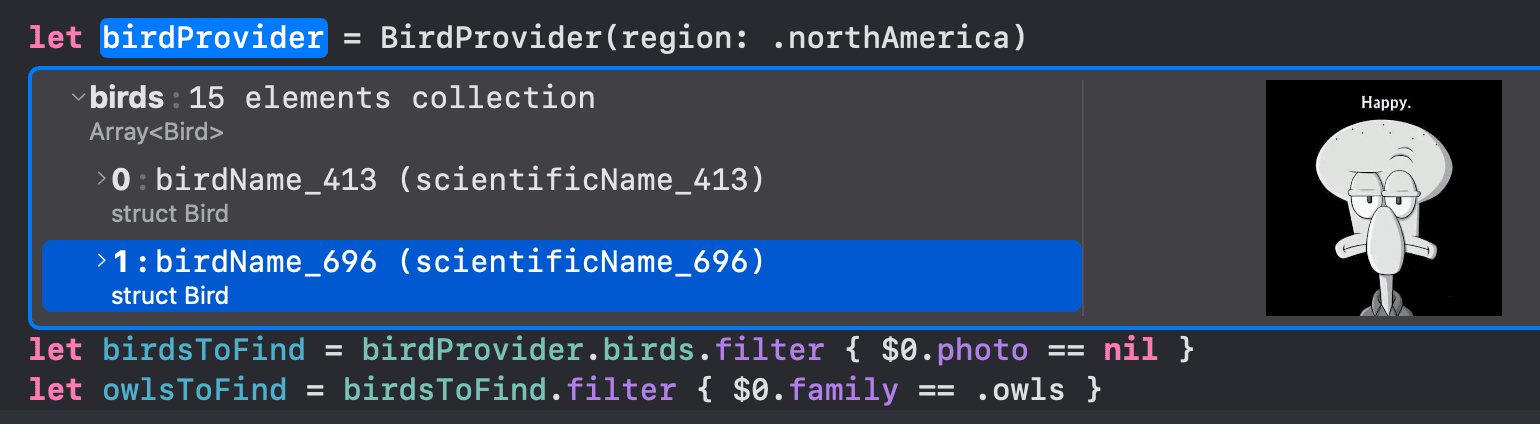 let birdProvider = BirdProvider(region: .northAmerica)
birds : 15 elements collection
Array<Bird>
0 : birdName_413 (scientificName_413)
struct Bird
1 : birdName_696 (scientificName_696)
struct Bird
Happy.
let birdsToFind = birdProvider.birds.filter { $0.photo == nil }
let owlsToFind = birdsToFind.filter { $0.family == .owls }